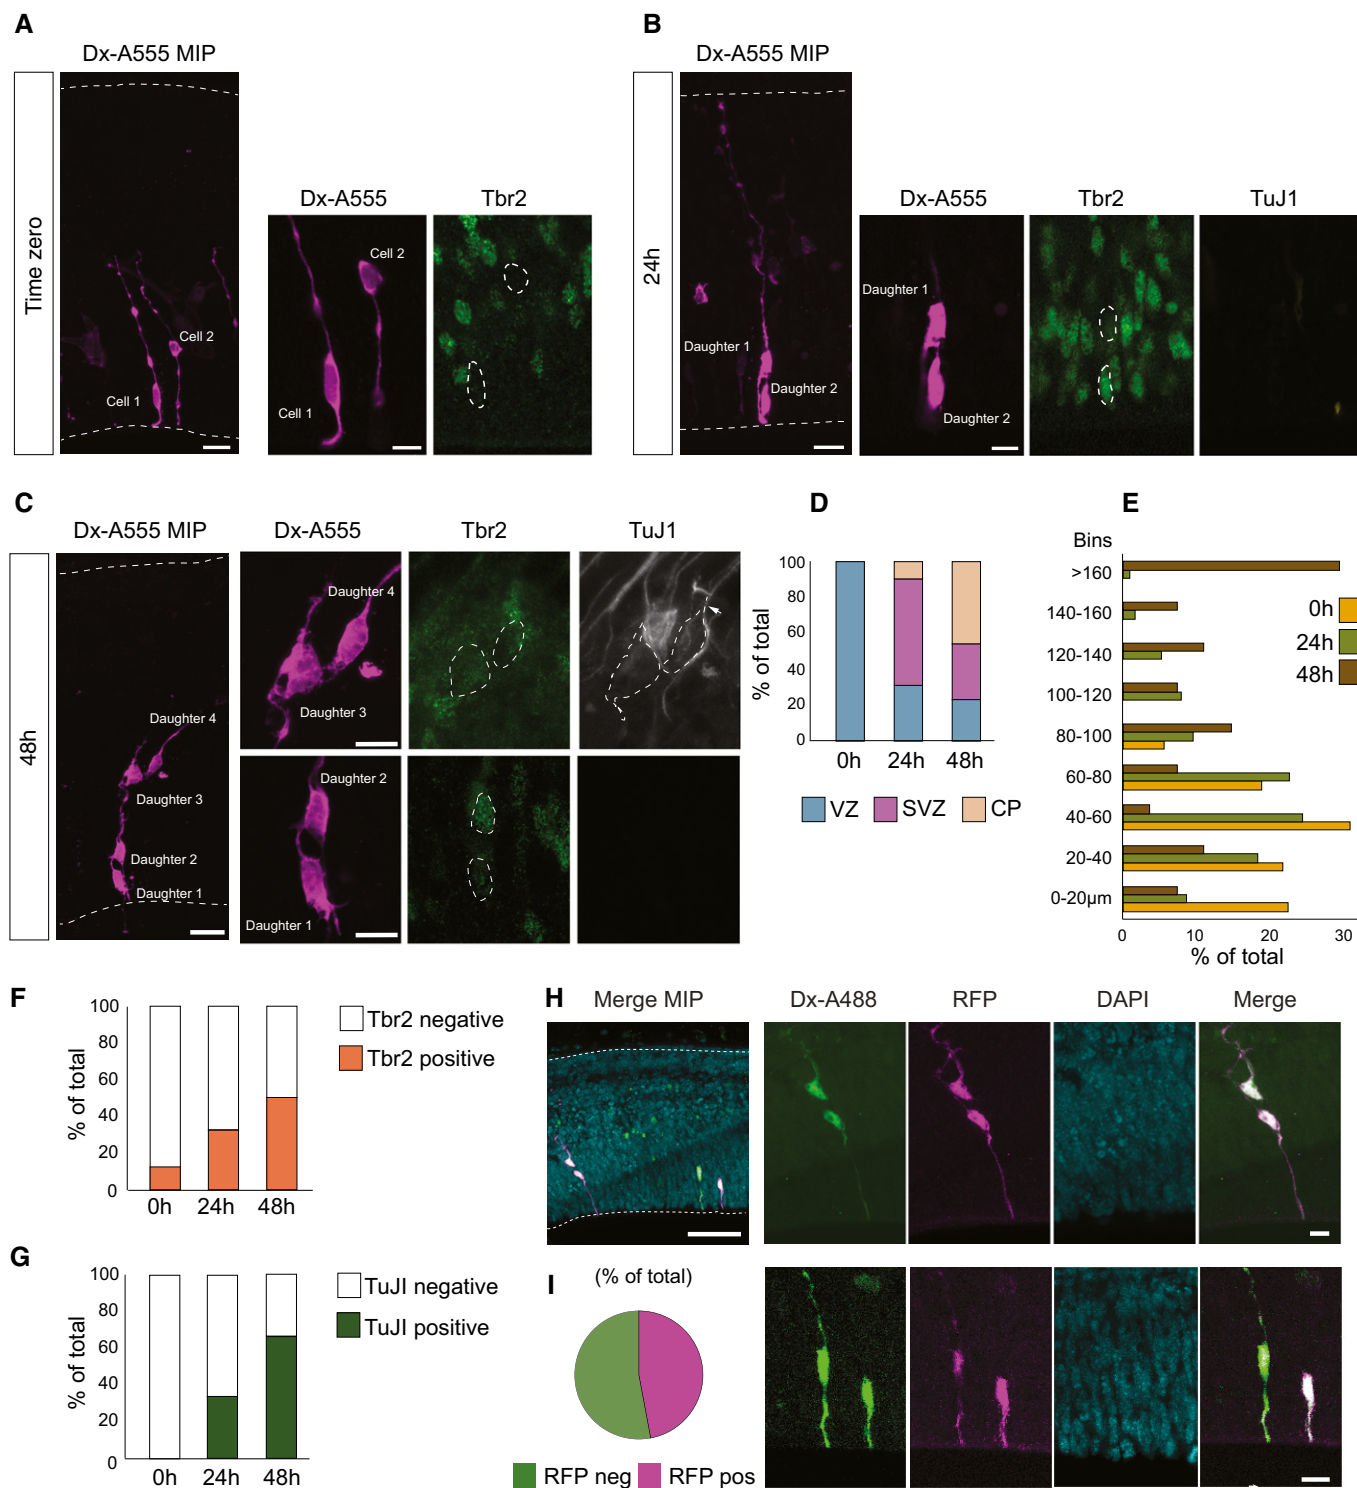 A
Dx-A555 MIP
Time zero
Cell 2
Cell 1
Dx-A555
Tbr2
Cell 2
Cell 1
B
Dx-A555 MIP
24h
Daughter 1
Daughter 2
Dx-A555
Tbr2
TuJ1
Daughter 1
Daughter 2
C
Dx-A555 MIP
Dx-A555
Tbr2
TuJ1
48h
Daughter 4
Daughter 3
Daughter 2
Daughter 1
Daughter 4
Daughter 3
Daughter 2
Daughter 1
D
% of total
100
80
60
40
20
0
0h 24h 48h
VZ SVZ CP
E
Bins
>160
140-160
120-140
100-120
80-100
60-80
40-60
20-40
0-20µm
0 10 20 30
% of total
0h
24h
48h
F
% of total
100
80
60
40
20
0
0h 24h 48h
Tbr2 negative
Tbr2 positive
G
% of total
100
80
60
40
20
0
0h 24h 48h
TuJI negative
TuJI positive
H
Merge MIP
Dx-A488
RFP
DAPI
Merge
I
(% of total)
RFP neg RFP pos